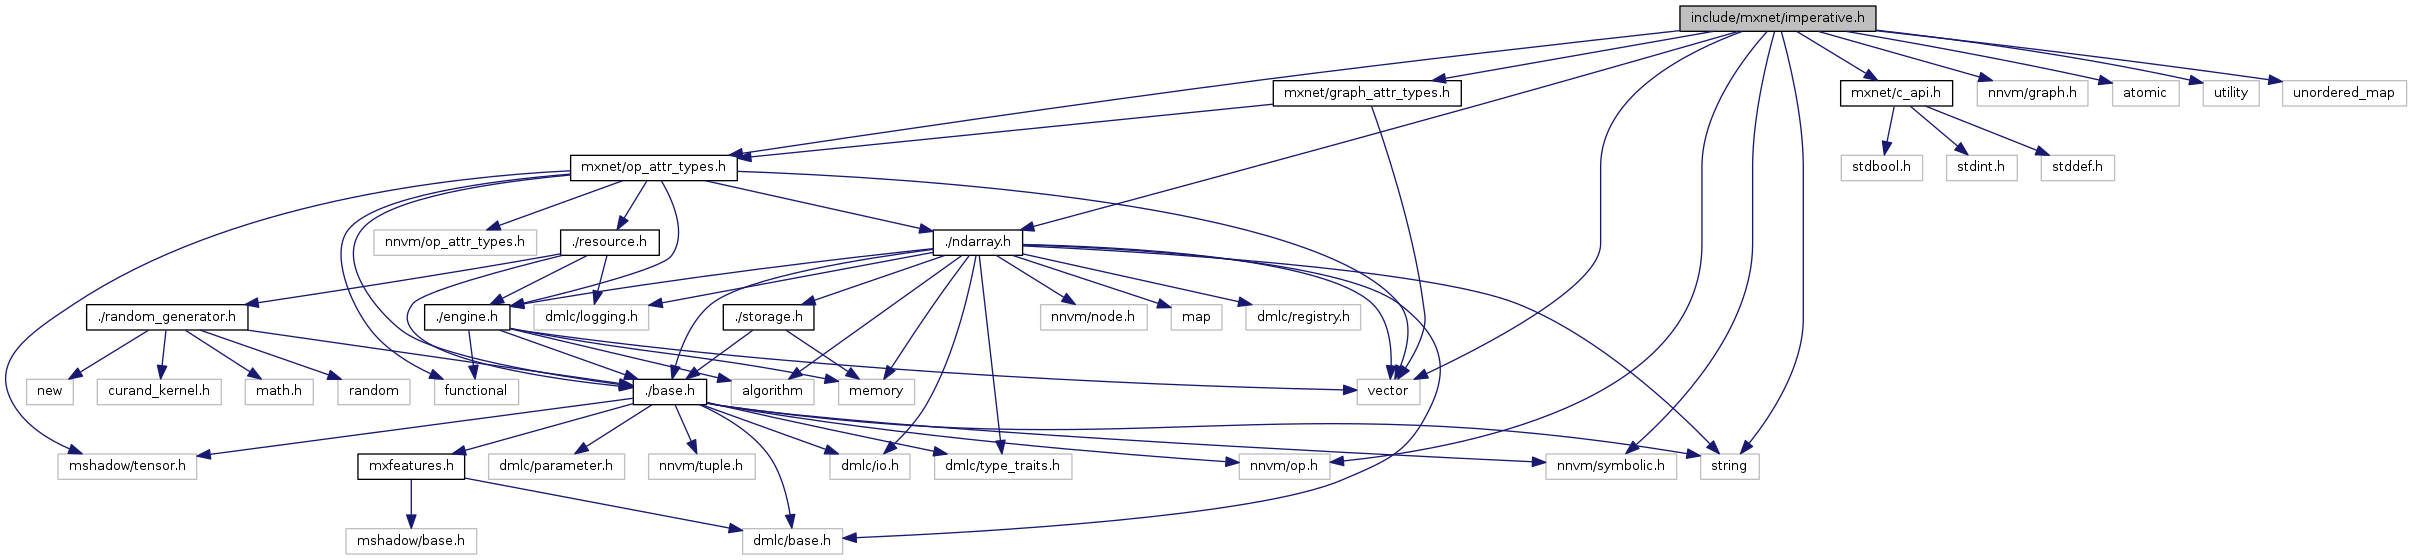 include/mxnet/imperative.h
mxnet/graph_attr_types.h
mxnet/c_api.h
nnvm/graph.h
atomic
utility
unordered_map
mxnet/op_attr_types.h
stdbool.h
stdint.h
stddef.h
nnvm/op_attr_types.h
./resource.h
./ndarray.h
./random_generator.h
./engine.h
dmlc/logging.h
./storage.h
nnvm/node.h
map
dmlc/registry.h
new
curand_kernel.h
math.h
random
functional
./base.h
algorithm
memory
vector
mshadow/tensor.h
mxfeatures.h
dmlc/parameter.h
nnvm/tuple.h
dmlc/io.h
dmlc/type_traits.h
nnvm/op.h
nnvm/symbolic.h
string
mshadow/base.h
dmlc/base.h